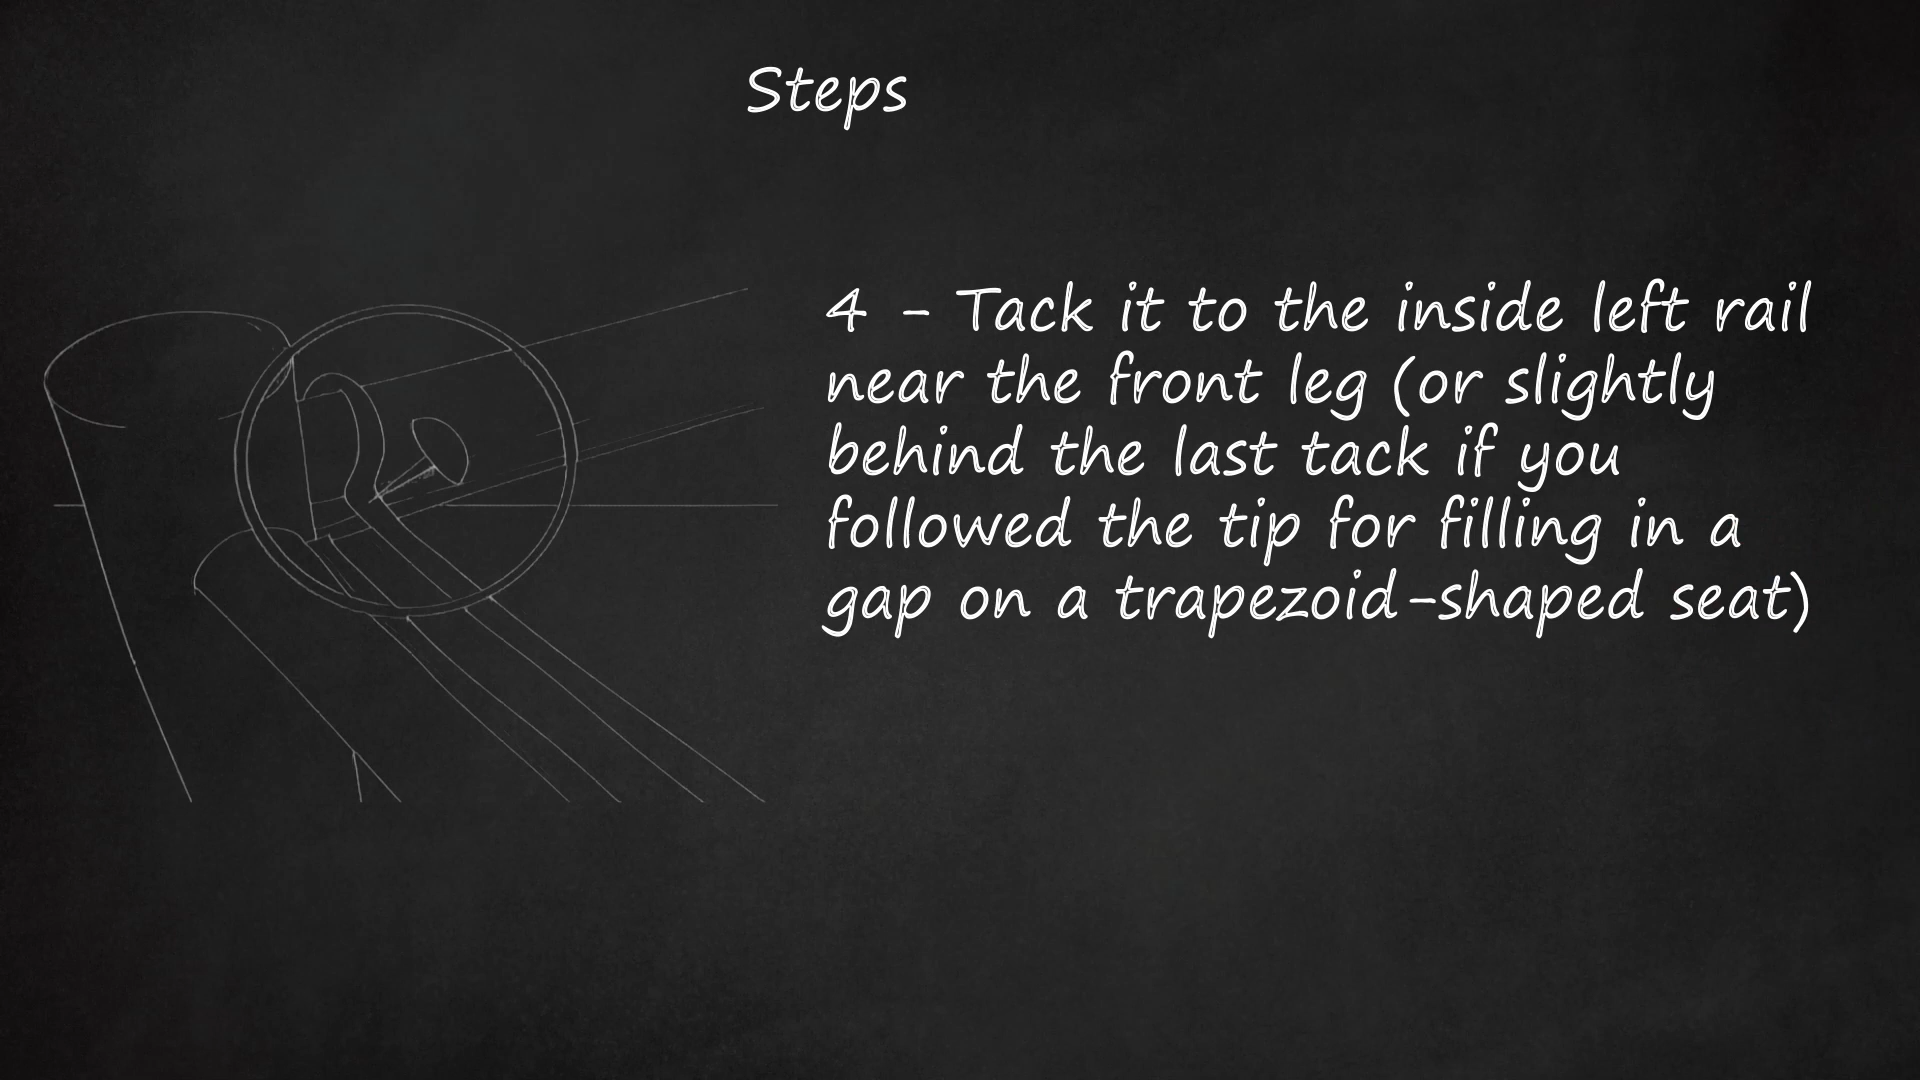 Steps
4 - Tack it to the inside left rail
near the front leg (or slightly
behind the last tack if you
followed the tip for filling in a
gap on a trapezoid-shaped seat)